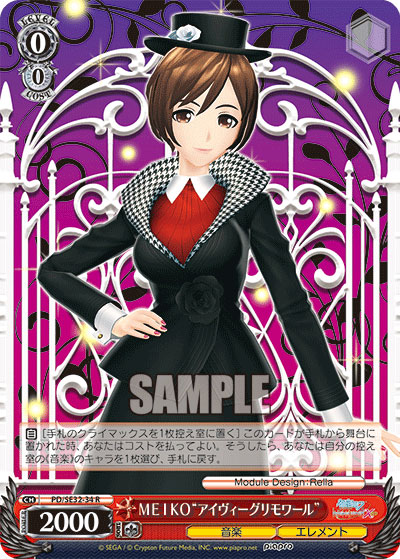 LEVEL
0
0
COST
SAMPLE
[手札のクライマックスを1枚控え室に置く] このカードが手札から舞台に
置かれた時、あなたはコストを払ってよい。そうしたら、あなたは自分の控え
室の《音楽》のキャラを1枚選び、手札に戻す。
Module Design:Rella
CH
PD/SE32-34 R
2000
MEIKO“アイヴィーグリモワール”
音楽
エレメント
© SEGA / © Crypton Future Media, INC. www.piapro.net piapro